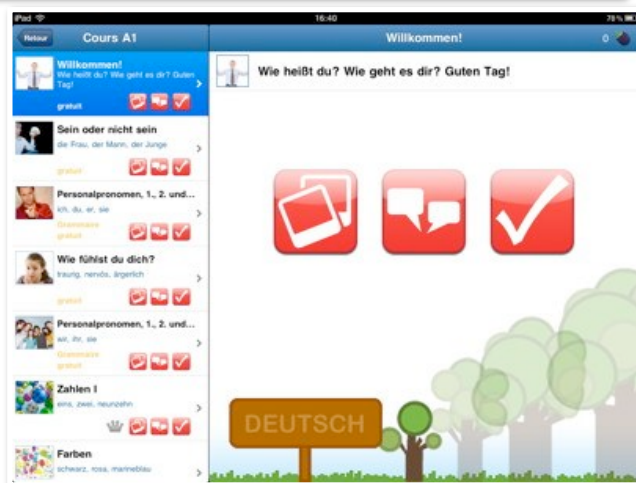 iPad 16:40 78 %
Retour Cours A1 Willkommen! 0
Willkommen!
Wie heißt du? Wie geht es dir? Guten
Tag!
gratuit
Wie heißt du? Wie geht es dir? Guten Tag!
Sein oder nicht sein
die Frau, der Mann, der Junge
gratuit
Personalpronomen, 1., 2. und...
ich, du, er, sie
Grammaire
gratuit
Wie fühlst du dich?
traurig, nervös, ärgerlich
gratuit
Personalpronomen, 1., 2. und...
wir, ihr, sie
Grammaire
gratuit
Zahlen I
eins, zwei, neunzehn
Farben
schwarz, rosa, marineblau
DEUTSCH